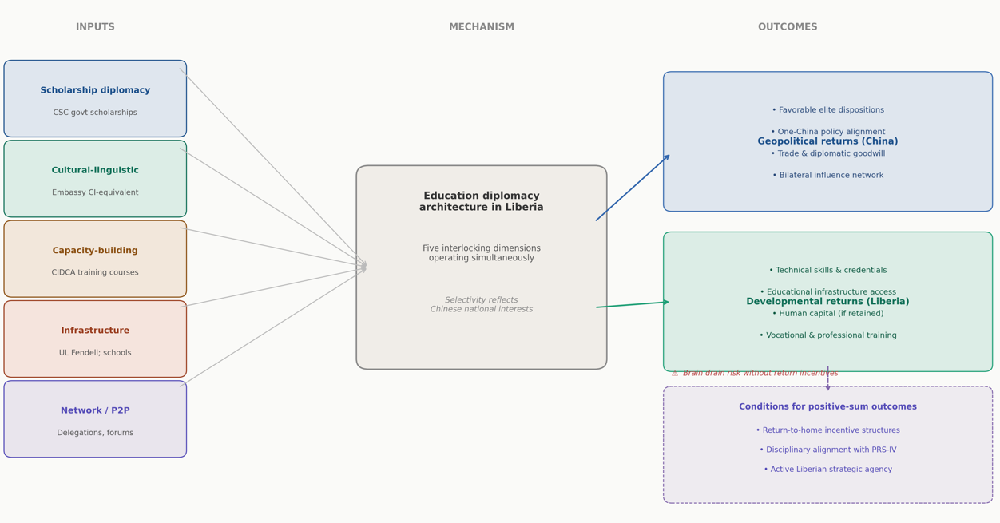 INPUTS
MECHANISM
OUTCOMES
Scholarship diplomacy
CSC govt scholarships
Cultural-linguistic
Embassy CI-equivalent
Capacity-building
CIDCA training courses
Infrastructure
UL Fendell; schools
Network / P2P
Delegations, forums
Education diplomacy
architecture in Liberia
Five interlocking dimensions
operating simultaneously
Selectivity reflects
Chinese national interests
• Favorable elite dispositions
• One-China policy alignment
Geopolitical returns (China)
• Trade & diplomatic goodwill
• Bilateral influence network
• Technical skills & credentials
• Educational infrastructure access
Developmental returns (Liberia)
• Human capital (if retained)
• Vocational & professional training
⚠ Brain drain risk without return incentives
Conditions for positive-sum outcomes
• Return-to-home incentive structures
• Disciplinary alignment with PRS-IV
• Active Liberian strategic agency